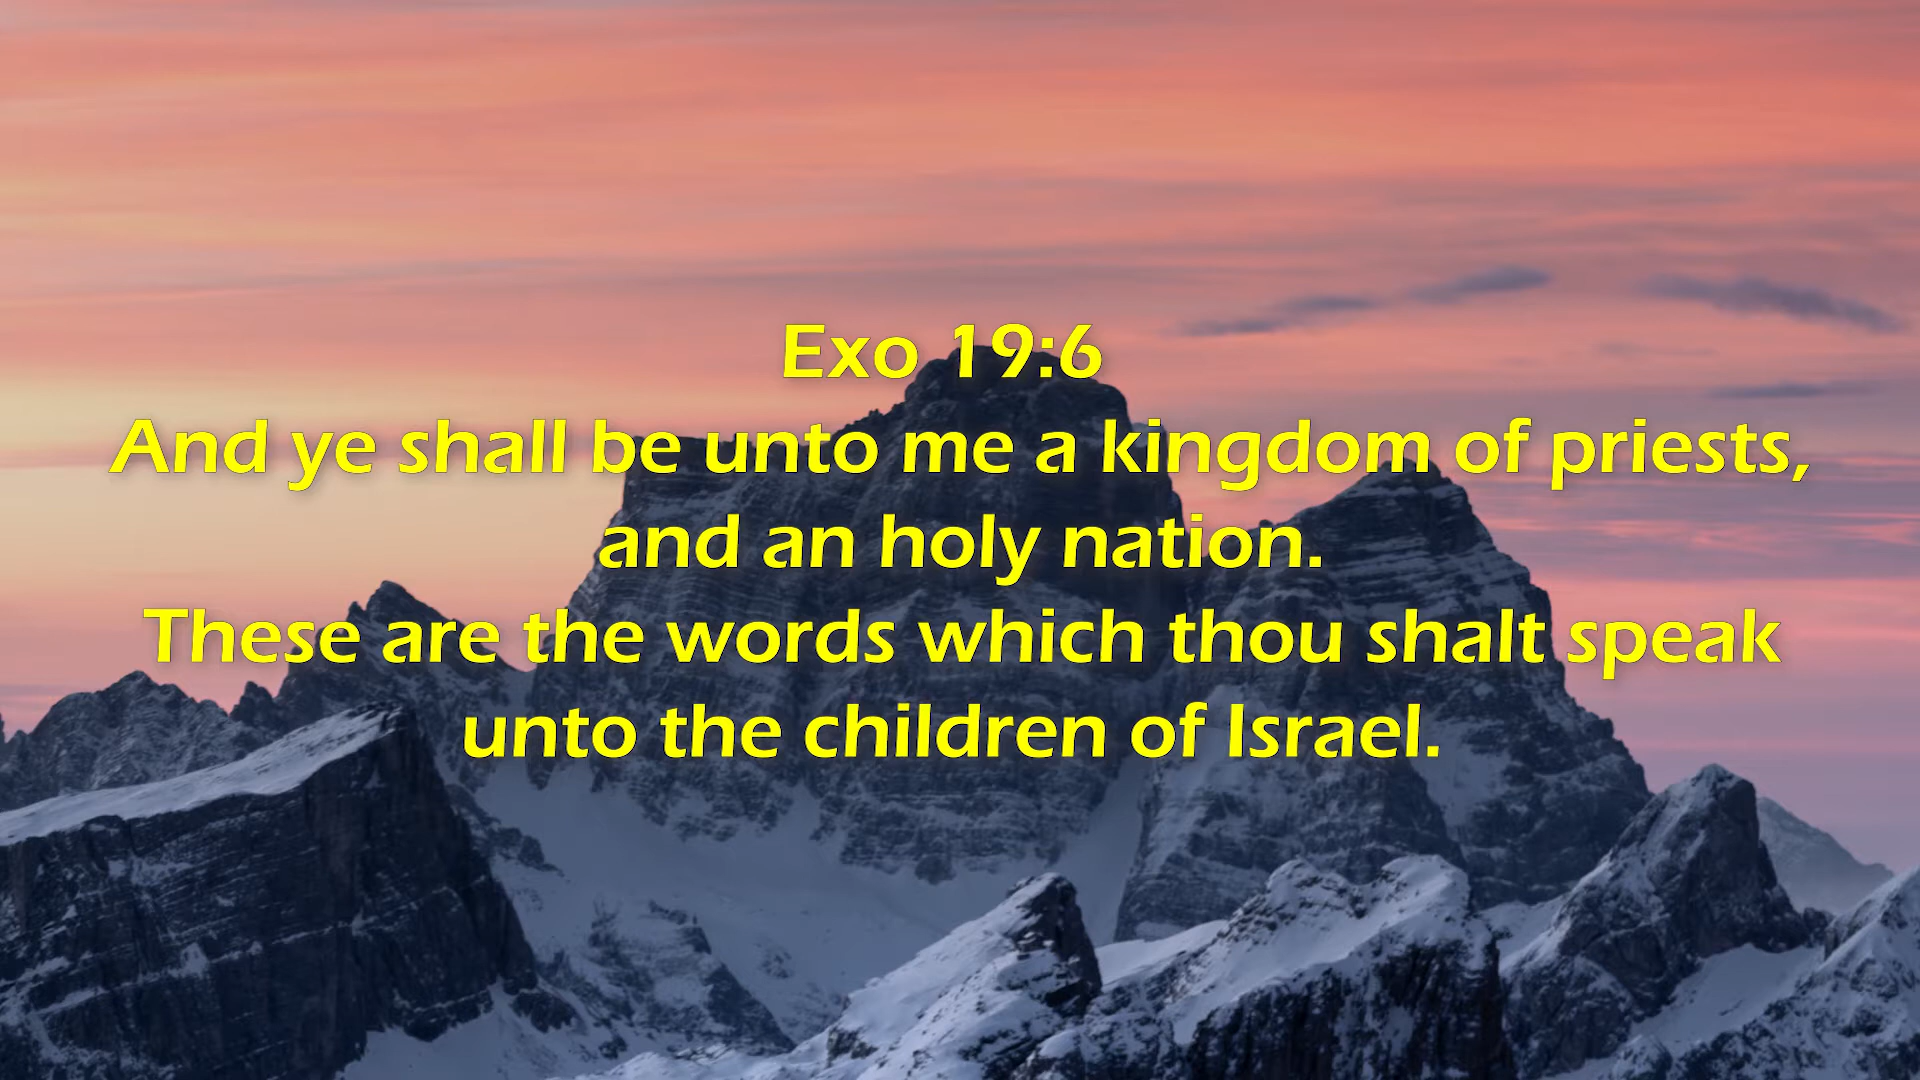 Exo 19:6
And ye shall be unto me a kingdom of priests,
and an holy nation.
These are the words which thou shalt speak
unto the children of Israel.